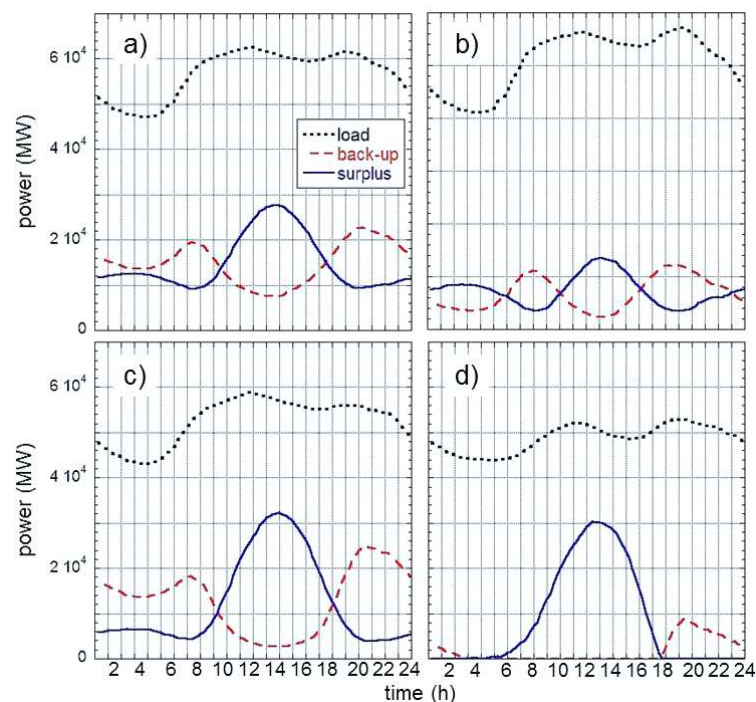 a)
b)
6 10⁴
load
back-up
surplus
4 10⁴
power (MW)
2 10⁴
0
c)
d)
6 10⁴
4 10⁴
power (MW)
2 10⁴
0
2 4 6 8 10 12 14 16 18 20 22 24
2 4 6 8 10 12 14 16 18 20 22 24
time (h)